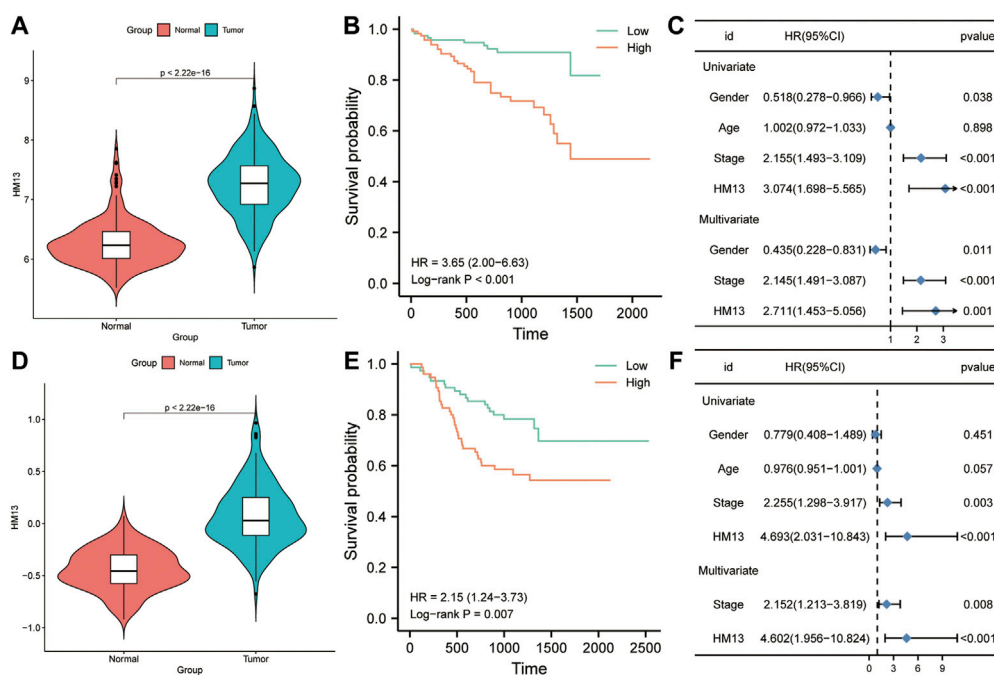 A
Group Normal Tumor
p < 2.22e−16
HM13
9
8
7
6
Normal
Tumor
Group
B
Low
High
Survival probability
1.0
0.8
0.6
0.4
0.2
0.0
HR = 3.65 (2.00−6.63)
Log−rank P < 0.001
0
500
1000
1500
2000
Time
C
id HR(95%CI) pvalue
Univariate
Gender 0.518(0.278−0.966) 0.038
Age 1.002(0.972−1.033) 0.898
Stage 2.155(1.493−3.109) <0.001
HM13 3.074(1.698−5.565) <0.001
Multivariate
Gender 0.435(0.228−0.831) 0.011
Stage 2.145(1.491−3.087) <0.001
HM13 2.711(1.453−5.056) 0.001
1 2 3
D
Group Normal Tumor
p < 2.22e−16
HM13
1.0
0.5
0.0
−0.5
−1.0
Normal
Tumor
Group
E
Low
High
Survival probability
1.0
0.8
0.6
0.4
0.2
0.0
HR = 2.15 (1.24−3.73)
Log−rank P = 0.007
0
500
1000
1500
2000
2500
Time
F
id HR(95%CI) pvalue
Univariate
Gender 0.779(0.408−1.489) 0.451
Age 0.976(0.951−1.001) 0.057
Stage 2.255(1.298−3.917) 0.003
HM13 4.693(2.031−10.843) <0.001
Multivariate
Stage 2.152(1.213−3.819) 0.008
HM13 4.602(1.956−10.824) <0.001
0 3 6 9